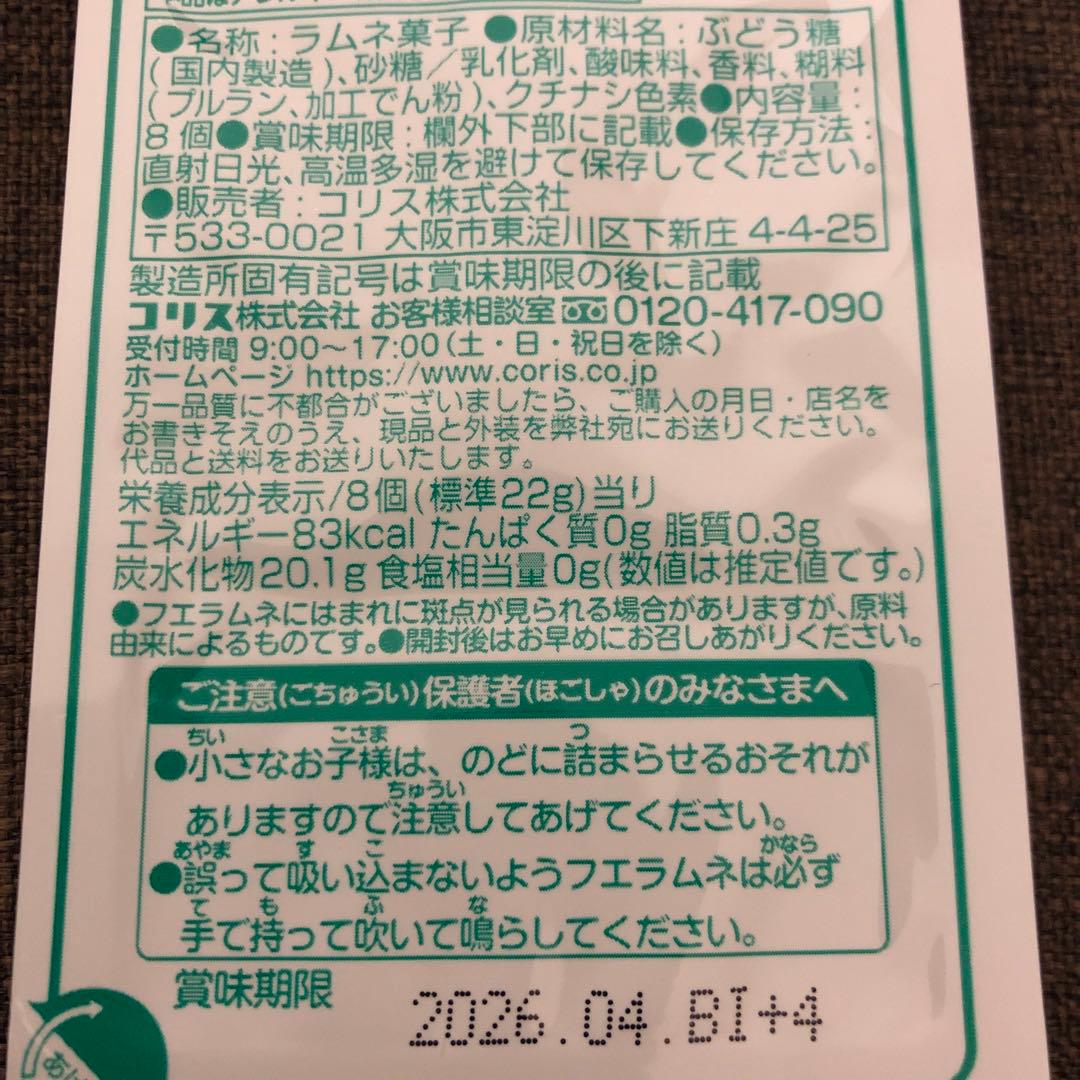 ●名称：ラムネ菓子 ●原材料名：ぶどう糖
(国内製造)、砂糖／乳化剤、酸味料、香料、糊料
(プルラン、加工でん粉)、クチナシ色素●内容量：
8個●賞味期限：欄外下部に記載●保存方法：
直射日光、高温多湿を避けて保存してください。
●販売者：コリス株式会社
〒533-0021 大阪市東淀川区下新庄 4-4-25
製造所固有記号は賞味期限の後に記載
コリス株式会社 お客様相談室 0120-417-090
受付時間 9:00〜17:00(土・日・祝日を除く)
ホームページ https://www.coris.co.jp
万一品質に不都合がございましたら、ご購入の月日・店名を
お書きそえのうえ、現品と外装を弊社宛にお送りください。
代品と送料をお送りいたします。
栄養成分表示/8個(標準22g)当り
エネルギー83kcal たんぱく質0g 脂質0.3g
炭水化物20.1g 食塩相当量0g(数値は推定値です。)
●フエラムネにはまれに斑点が見られる場合がありますが、原料
由来によるものです。●開封後はお早めにお召しあがりください。
ご注意(ごちゅうい)保護者(ほごしゃ)のみなさまへ
ちい こさま つ
●小さなお子様は、のどに詰まらせるおそれが
ちゅうい
ありますので注意してあげてください。
あやま す こ かなら
●誤って吸い込まないようフエラムネは必ず
て も ふ な
手で持って吹いて鳴らしてください。
賞味期限 2026.04.BI+4